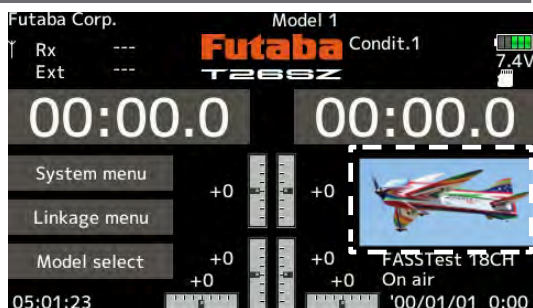 Futaba Corp.
Model 1
Rx ---
Ext ---
Futaba
T26SZ
Condit.1
7.4V
00:00.0
00:00.0
System menu
Linkage menu
Model select
+0
+0
+0
+0
+0
+0
FASSTest 18CH
On air
05:01:23
'00/01/01 0:00